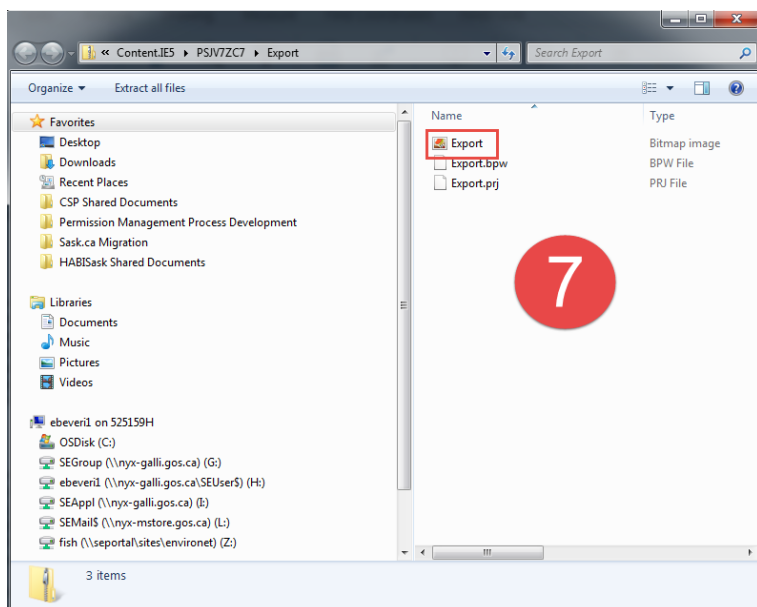 « Content.IE5 ▸ PSJV7ZC7 ▸ Export
Search Export
Organize ▾ Extract all files
Favorites
Desktop
Downloads
Recent Places
CSP Shared Documents
Permission Management Process Development
Sask.ca Migration
HABISask Shared Documents
Libraries
Documents
Music
Pictures
Videos
ebeveri1 on 525159H
OSDisk (C:)
SEGroup (\\nyx-galli.gos.ca) (G:)
ebeveri1 (\\nyx-galli.gos.ca\SEUser$) (H:)
SEAppl (\\nyx-galli.gos.ca) (I:)
SEMail$ (\\nyx-mstore.gos.ca) (L:)
fish (\\seportal\sites\environet) (Z:)
Name Type
Export Bitmap image
Export.bpw BPW File
Export.prj PRJ File
7
3 items